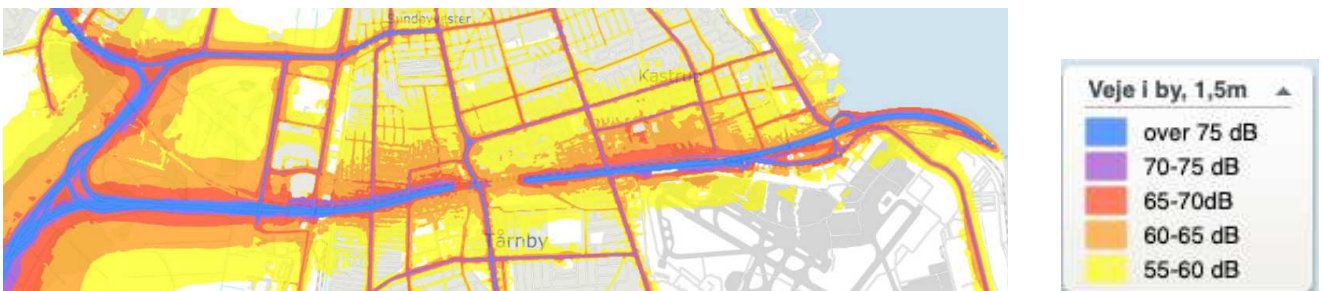 Sundbyvester
Kastrup
Tårnby
Veje i by, 1,5m
over 75 dB
70-75 dB
65-70dB
60-65 dB
55-60 dB